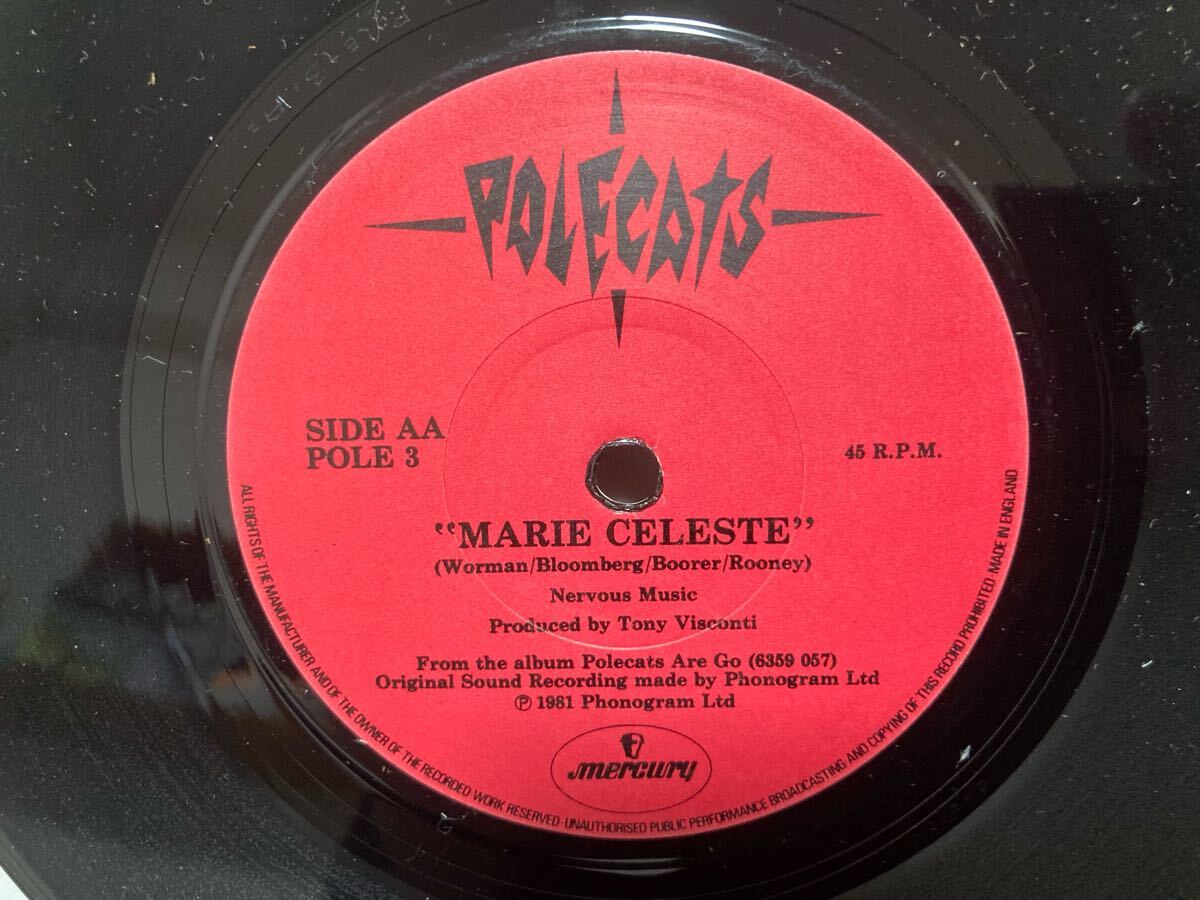 POLECATS
SIDE AA
POLE 3
45 R.P.M.
“MARIE CELESTE”
(Worman/Bloomberg/Boorer/Rooney)
Nervous Music
Produced by Tony Visconti
From the album Polecats Are Go (6359 057)
Original Sound Recording made by Phonogram Ltd
℗ 1981 Phonogram Ltd
mercury
ALL RIGHTS OF THE MANUFACTURER AND OF THE OWNER OF THE RECORDED WORK RESERVED · UNAUTHORISED PUBLIC PERFORMANCE BROADCASTING AND COPYING OF THIS RECORD PROHIBITED · MADE IN ENGLAND